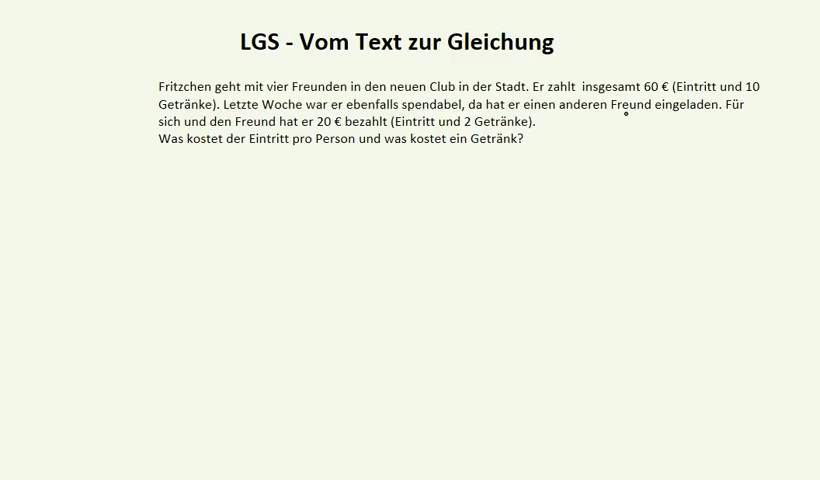 LGS - Vom Text zur Gleichung
Fritzchen geht mit vier Freunden in den neuen Club in der Stadt. Er zahlt insgesamt 60 € (Eintritt und 10
Getränke). Letzte Woche war er ebenfalls spendabel, da hat er einen anderen Freund eingeladen. Für
sich und den Freund hat er 20 € bezahlt (Eintritt und 2 Getränke).
Was kostet der Eintritt pro Person und was kostet ein Getränk?